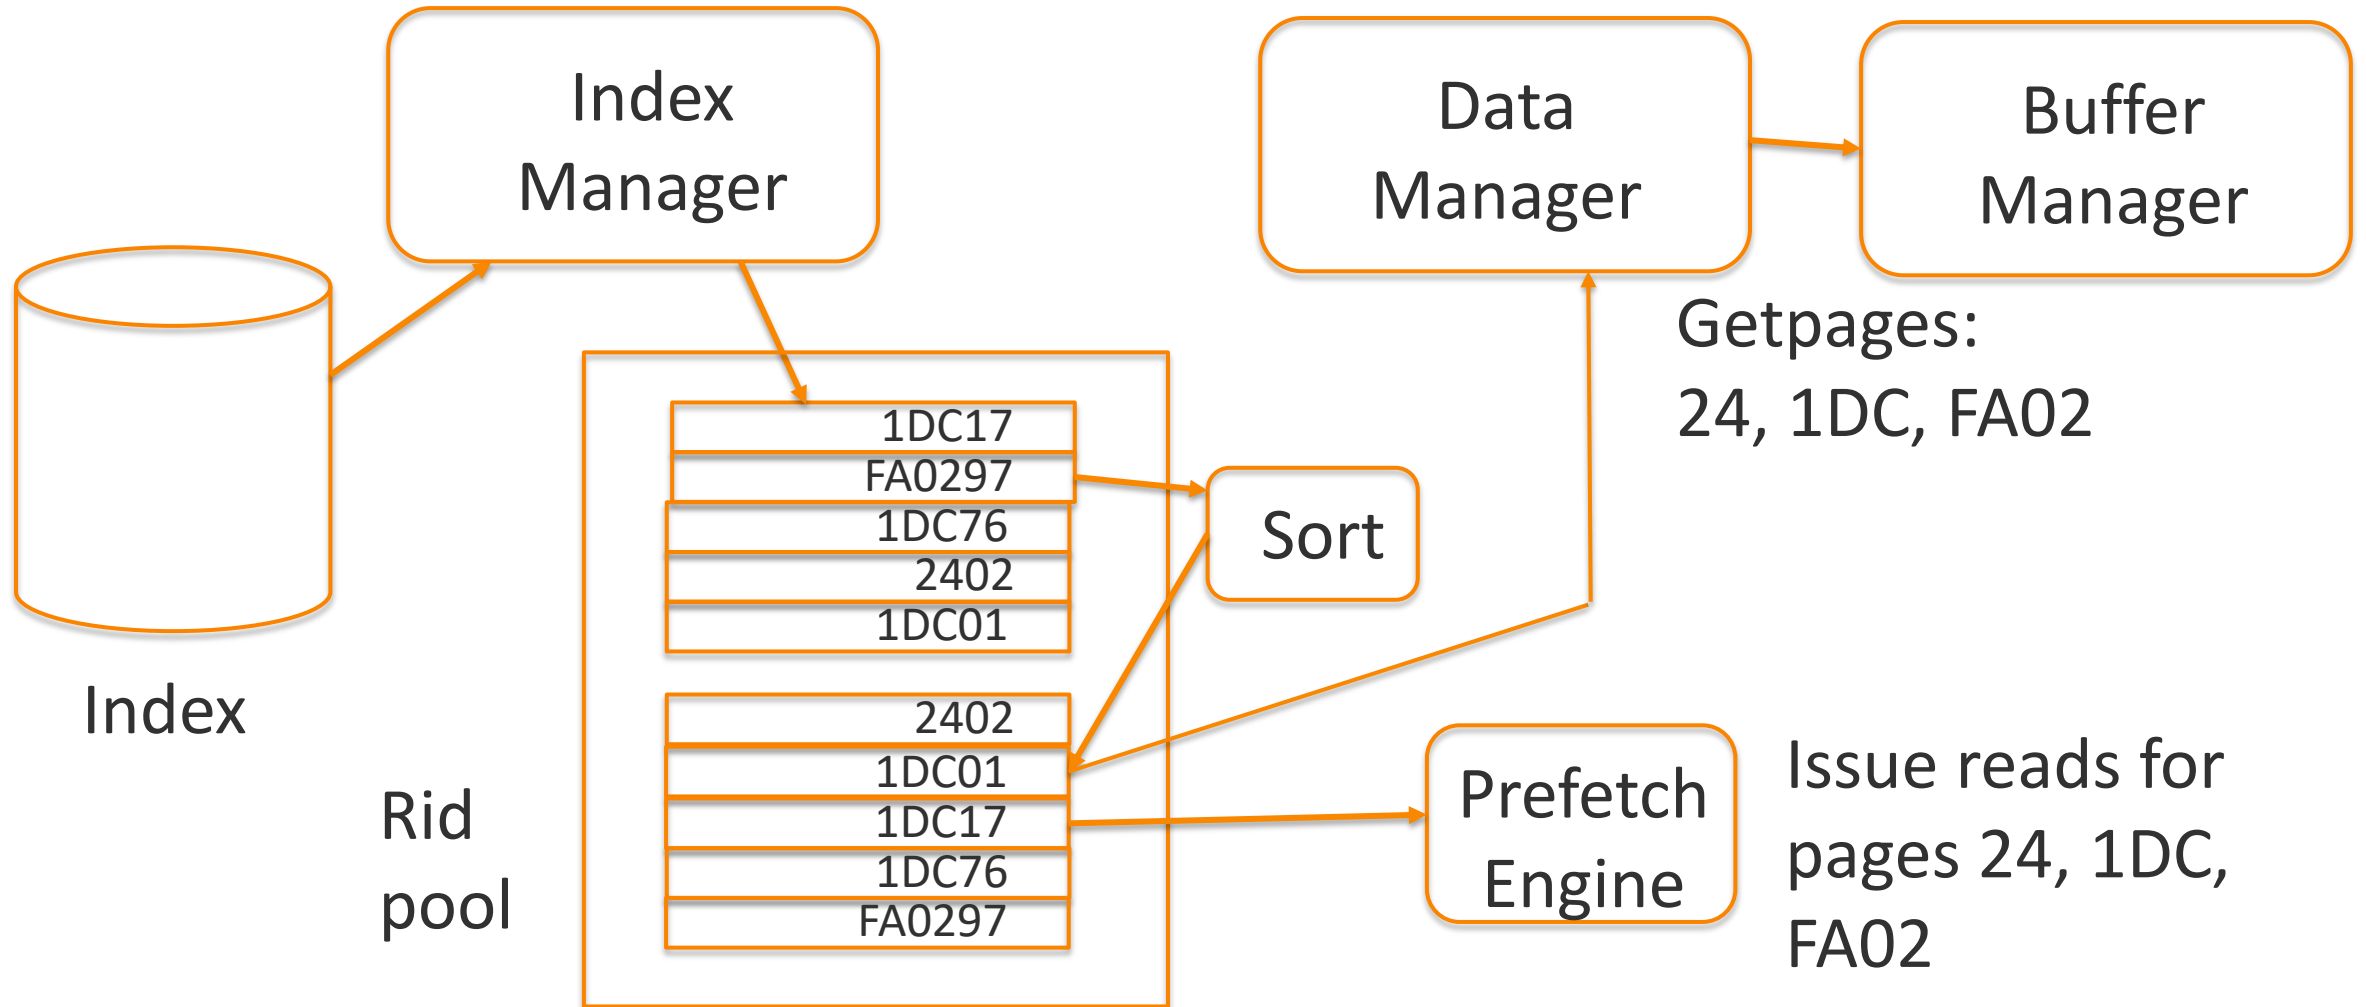 Index
Manager
Data
Manager
Buffer
Manager
Getpages:
24, 1DC, FA02
1DC17
FA0297
1DC76
2402
1DC01
Sort
Index
Rid
pool
2402
1DC01
1DC17
1DC76
FA0297
Prefetch
Engine
Issue reads for
pages 24, 1DC,
FA02